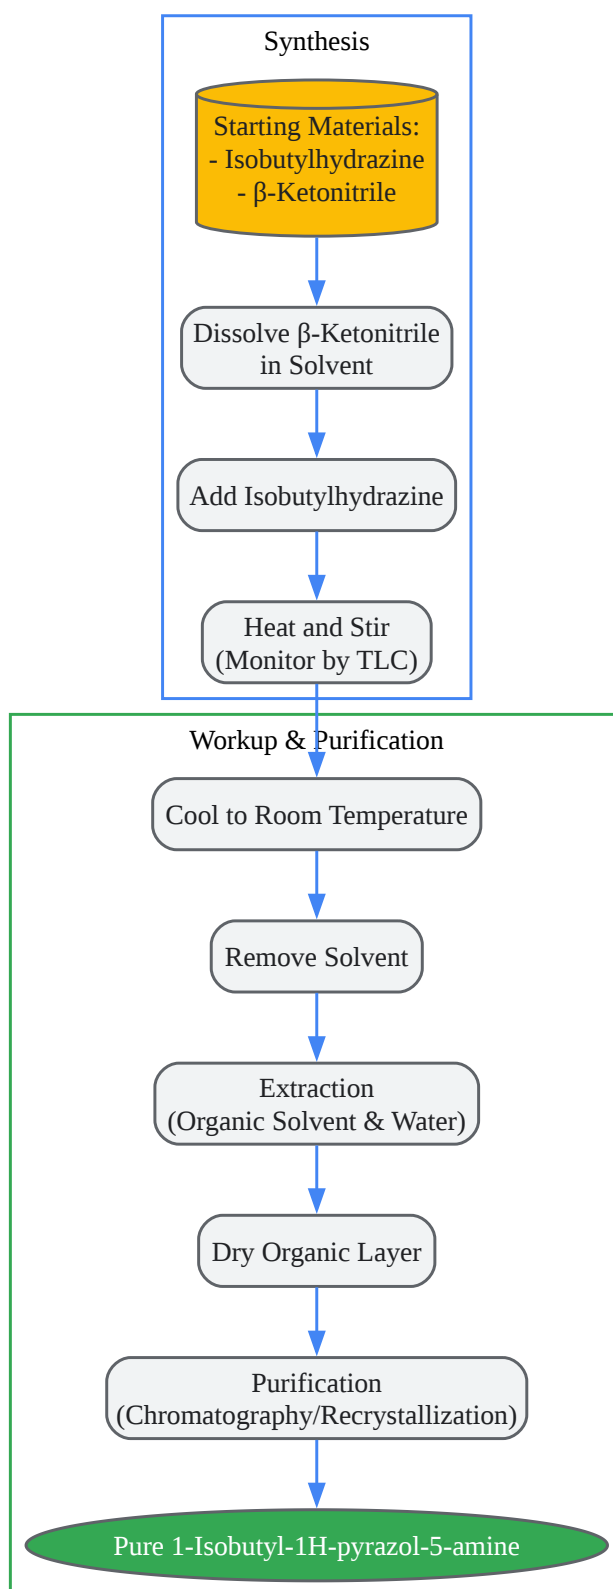 Synthesis
Starting Materials:
- Isobutylhydrazine
- β-Ketonitrile
Dissolve β-Ketonitrile
in Solvent
Add Isobutylhydrazine
Heat and Stir
(Monitor by TLC)
Workup & Purification
Cool to Room Temperature
Remove Solvent
Extraction
(Organic Solvent & Water)
Dry Organic Layer
Purification
(Chromatography/Recrystallization)
Pure 1-Isobutyl-1H-pyrazol-5-amine